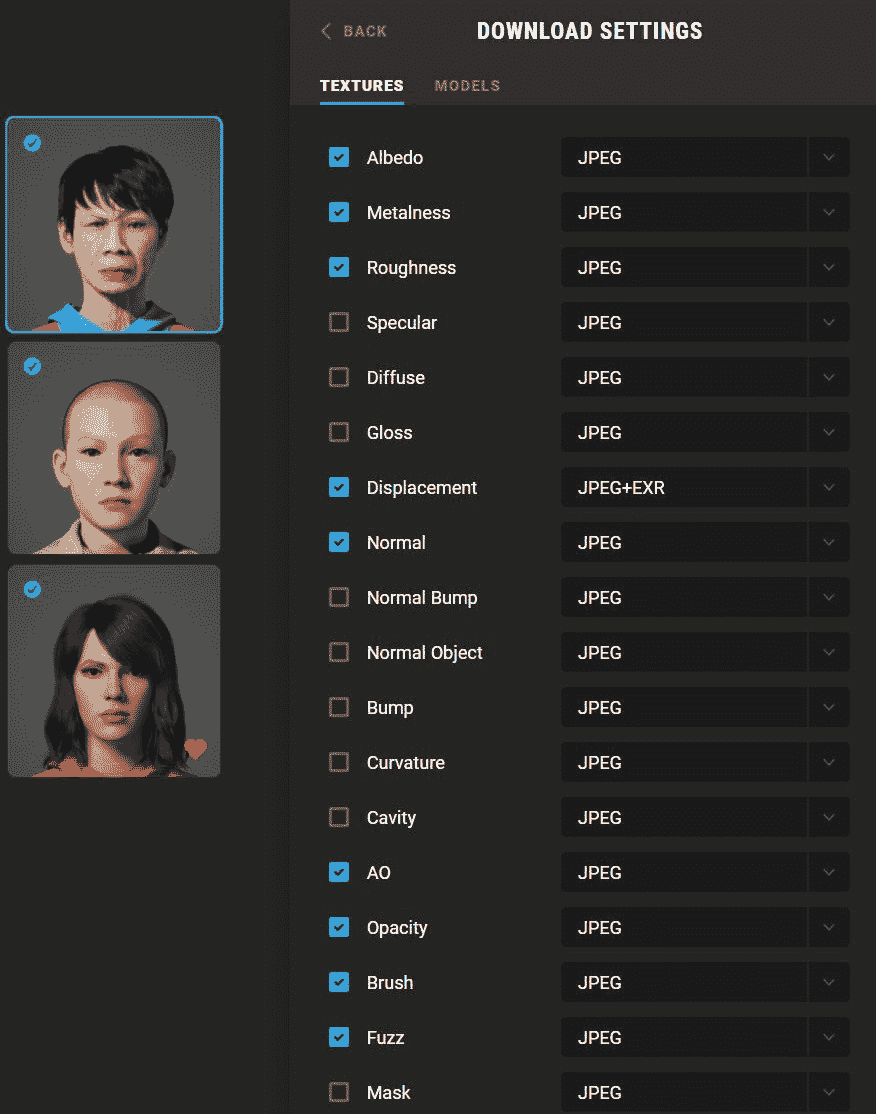 BACK
DOWNLOAD SETTINGS
TEXTURES
MODELS
Albedo JPEG
Metalness JPEG
Roughness JPEG
Specular JPEG
Diffuse JPEG
Gloss JPEG
Displacement JPEG+EXR
Normal JPEG
Normal Bump JPEG
Normal Object JPEG
Bump JPEG
Curvature JPEG
Cavity JPEG
AO JPEG
Opacity JPEG
Brush JPEG
Fuzz JPEG
Mask JPEG